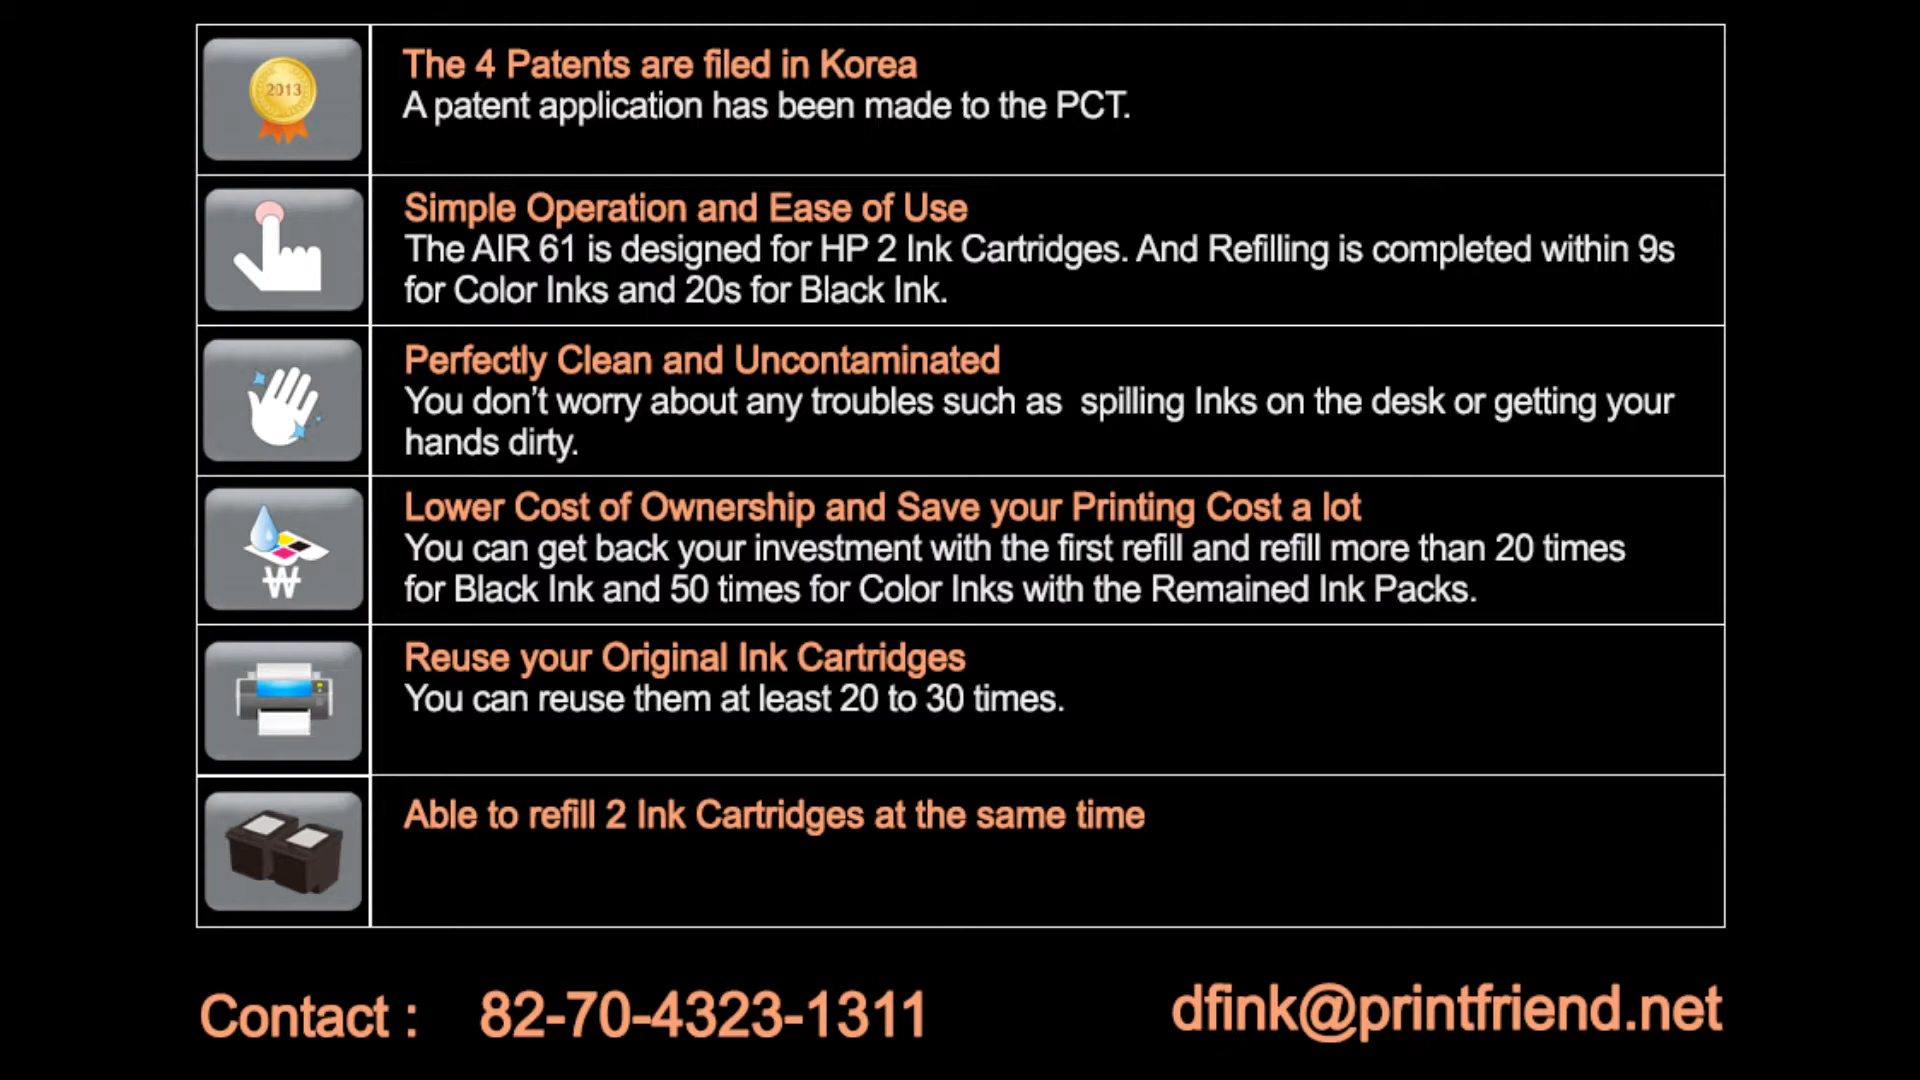 2013
The 4 Patents are filed in Korea
A patent application has been made to the PCT.
Simple Operation and Ease of Use
The AIR 61 is designed for HP 2 Ink Cartridges. And Refilling is completed within 9s
for Color Inks and 20s for Black Ink.
Perfectly Clean and Uncontaminated
You don’t worry about any troubles such as  spilling Inks on the desk or getting your
hands dirty.
Lower Cost of Ownership and Save your Printing Cost a lot
You can get back your investment with the first refill and refill more than 20 times
for Black Ink and 50 times for Color Inks with the Remained Ink Packs.
₩
Reuse your Original Ink Cartridges
You can reuse them at least 20 to 30 times.
Able to refill 2 Ink Cartridges at the same time
Contact : 82-70-4323-1311 dfink@printfriend.net